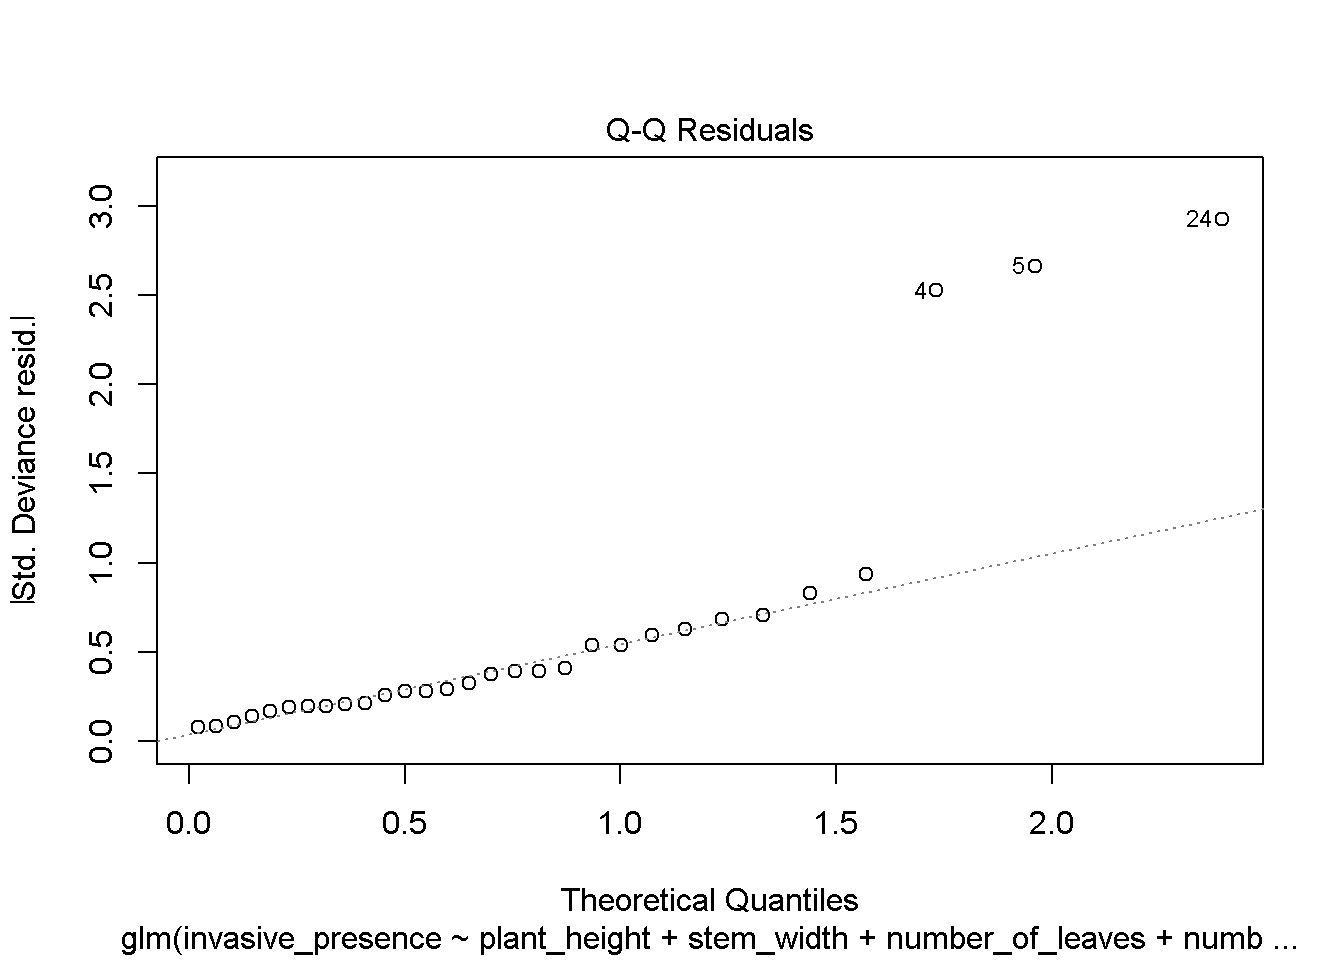 Q-Q Residuals
|Std. Deviance resid.|
3.0
2.5
2.0
1.5
1.0
0.5
0.0
24
5
4
0.0 0.5 1.0 1.5 2.0
Theoretical Quantiles
glm(invasive_presence ~ plant_height + stem_width + number_of_leaves + numb ...